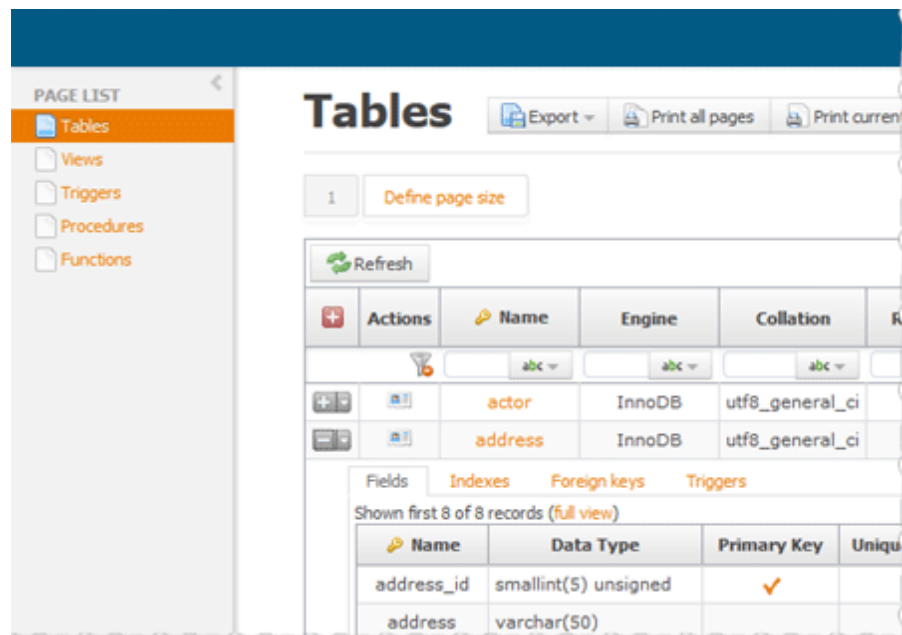 PAGE LIST
Tables
Views
Triggers
Procedures
Functions
Tables
Export
Print all pages
Print current
1
Define page size
Refresh
Actions Name Engine Collation
abc abc abc
actor InnoDB utf8_general_ci
address InnoDB utf8_general_ci
Fields Indexes Foreign keys Triggers
Shown first 8 of 8 records (full view)
Name Data Type Primary Key
address_id smallint(5) unsigned
address varchar(50)